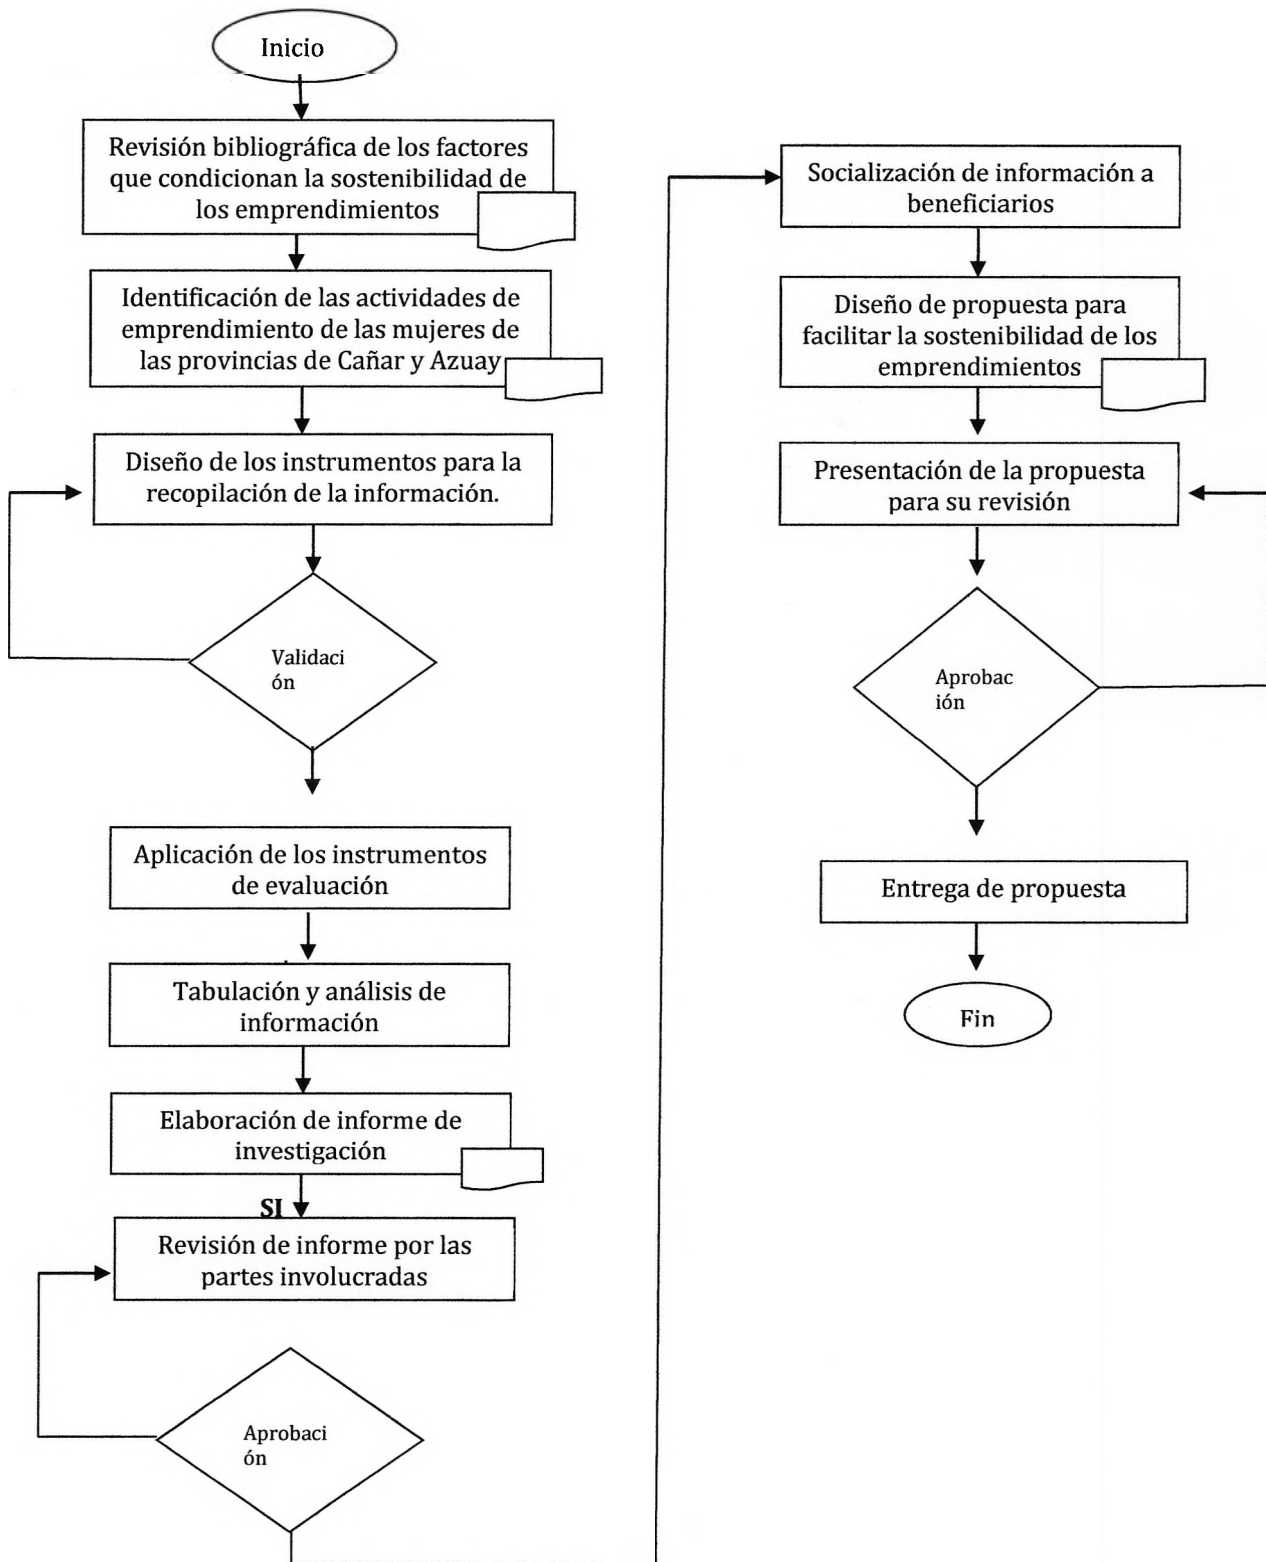 Inicio
Revisión bibliográfica de los factores
que condicionan la sostenibilidad de
los emprendimientos
Identificación de las actividades de
emprendimiento de las mujeres de
las provincias de Cañar y Azuay
Diseño de los instrumentos para la
recopilación de la información.
Validaci
ón
Aplicación de los instrumentos
de evaluación
Tabulación y análisis de
información
Elaboración de informe de
investigación
SI
Revisión de informe por las
partes involucradas
Aprobaci
ón
Socialización de información a
beneficiarios
Diseño de propuesta para
facilitar la sostenibilidad de los
emprendimientos
Presentación de la propuesta
para su revisión
Aprobac
ión
Entrega de propuesta
Fin